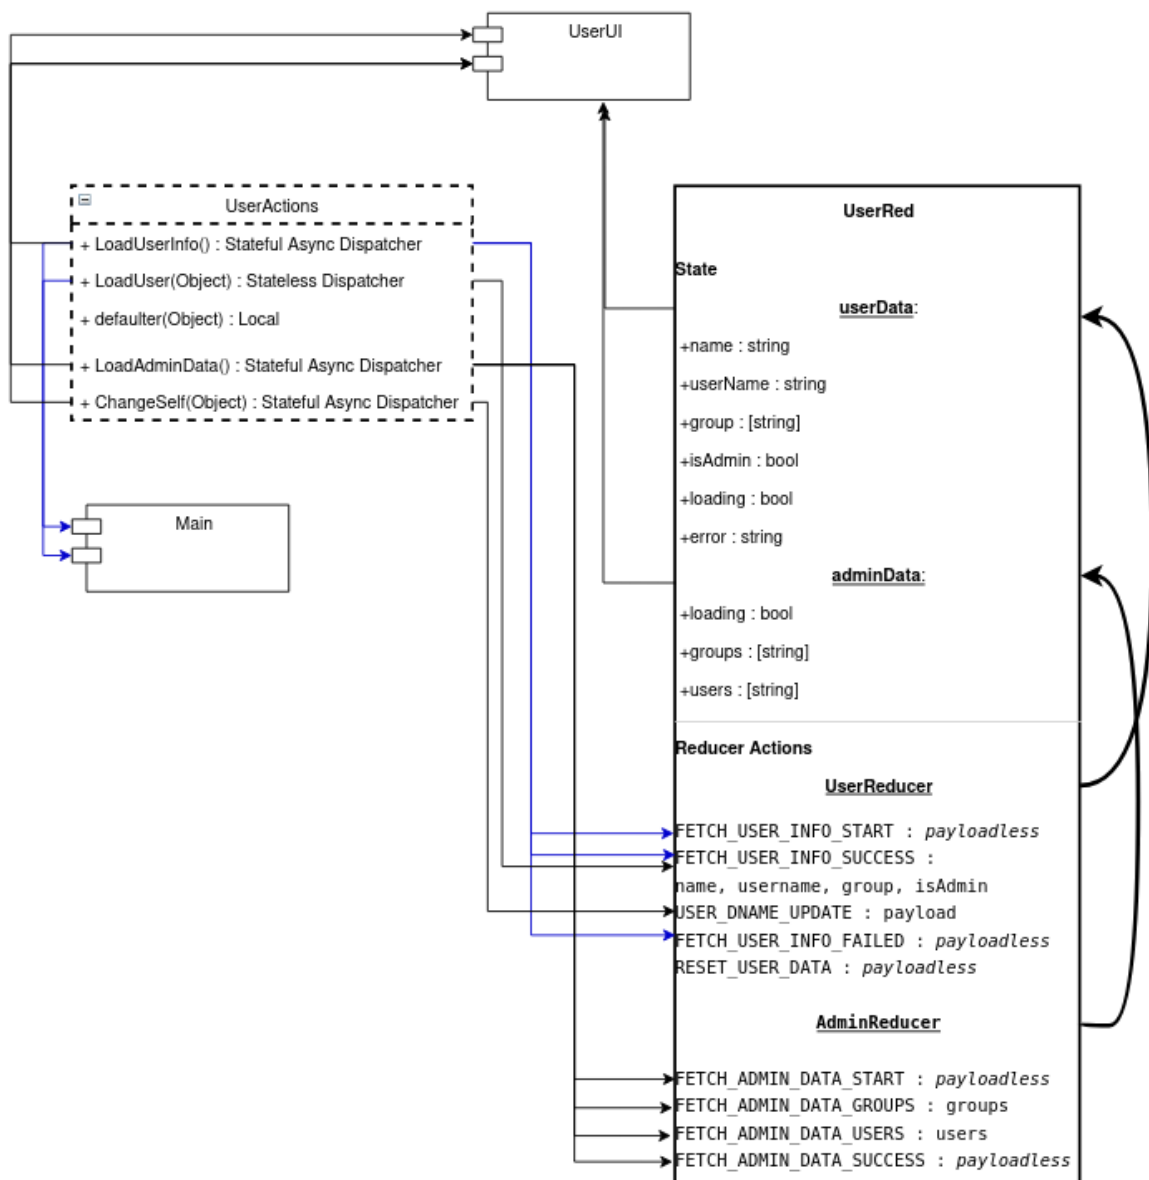 UserUI
UserActions
+ LoadUserInfo() : Stateful Async Dispatcher
+ LoadUser(Object) : Stateless Dispatcher
+ defaulter(Object) : Local
+ LoadAdminData() : Stateful Async Dispatcher
+ ChangeSelf(Object) : Stateful Async Dispatcher
Main
UserRed
State
userData:
+name : string
+userName : string
+group : [string]
+isAdmin : bool
+loading : bool
+error : string
adminData:
+loading : bool
+groups : [string]
+users : [string]
Reducer Actions
UserReducer
FETCH_USER_INFO_START : payloadless
FETCH_USER_INFO_SUCCESS :
name, username, group, isAdmin
USER_DNAME_UPDATE : payload
FETCH_USER_INFO_FAILED : payloadless
RESET_USER_DATA : payloadless
AdminReducer
FETCH_ADMIN_DATA_START : payloadless
FETCH_ADMIN_DATA_GROUPS : groups
FETCH_ADMIN_DATA_USERS : users
FETCH_ADMIN_DATA_SUCCESS : payloadless